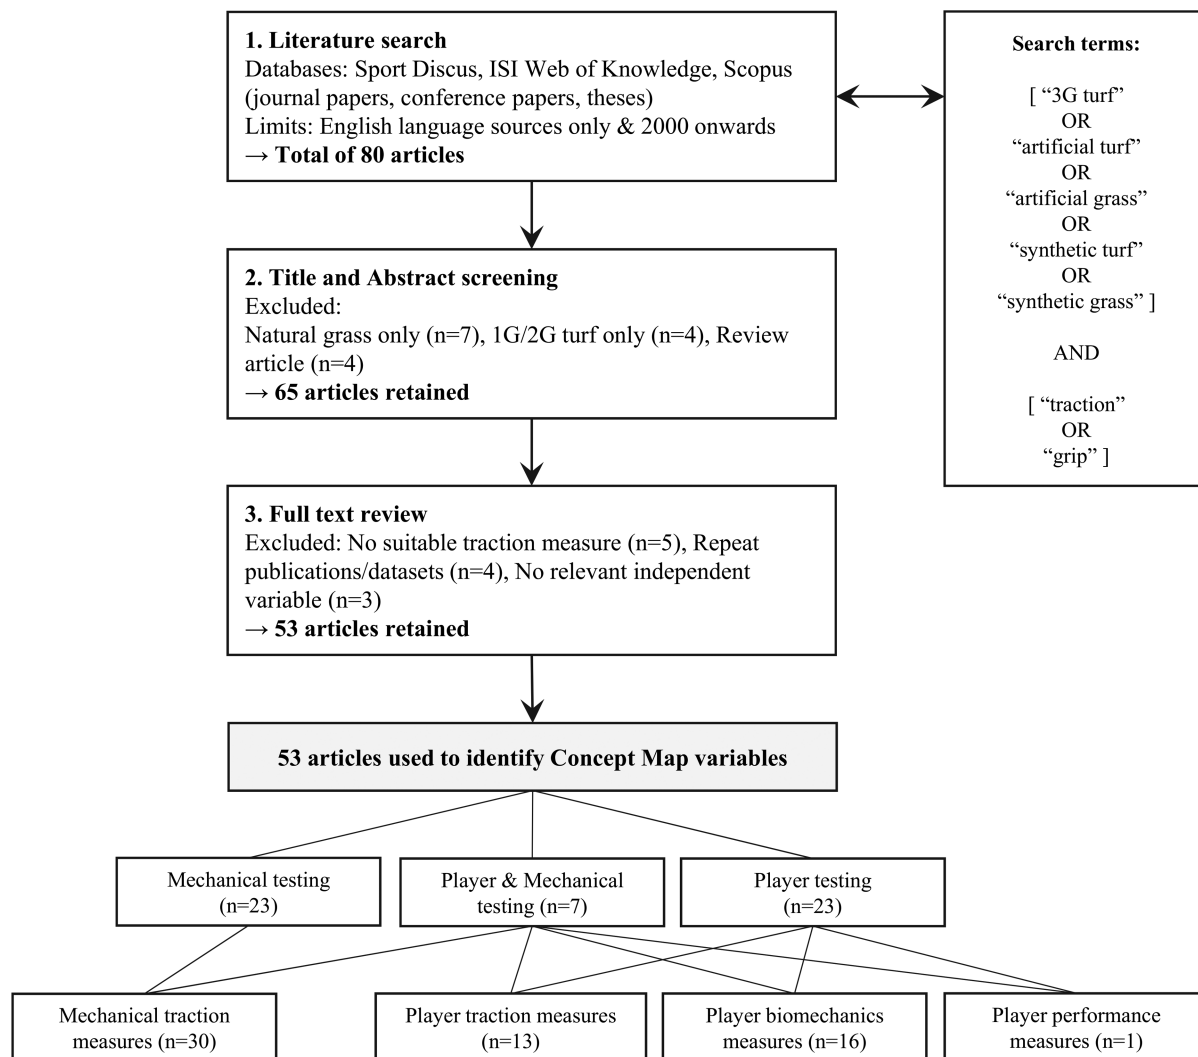 1. Literature search
Databases: Sport Discus, ISI Web of Knowledge, Scopus
(journal papers, conference papers, theses)
Limits: English language sources only & 2000 onwards
→ Total of 80 articles
Search terms:
[ “3G turf”
OR
“artificial turf”
OR
“artificial grass”
OR
“synthetic turf”
OR
“synthetic grass” ]
AND
[ “traction”
OR
“grip” ]
2. Title and Abstract screening
Excluded:
Natural grass only (n=7), 1G/2G turf only (n=4), Review
article (n=4)
→ 65 articles retained
3. Full text review
Excluded: No suitable traction measure (n=5), Repeat
publications/datasets (n=4), No relevant independent
variable (n=3)
→ 53 articles retained
53 articles used to identify Concept Map variables
Mechanical testing
(n=23)
Player & Mechanical
testing (n=7)
Player testing
(n=23)
Mechanical traction
measures (n=30)
Player traction measures
(n=13)
Player biomechanics
measures (n=16)
Player performance
measures (n=1)